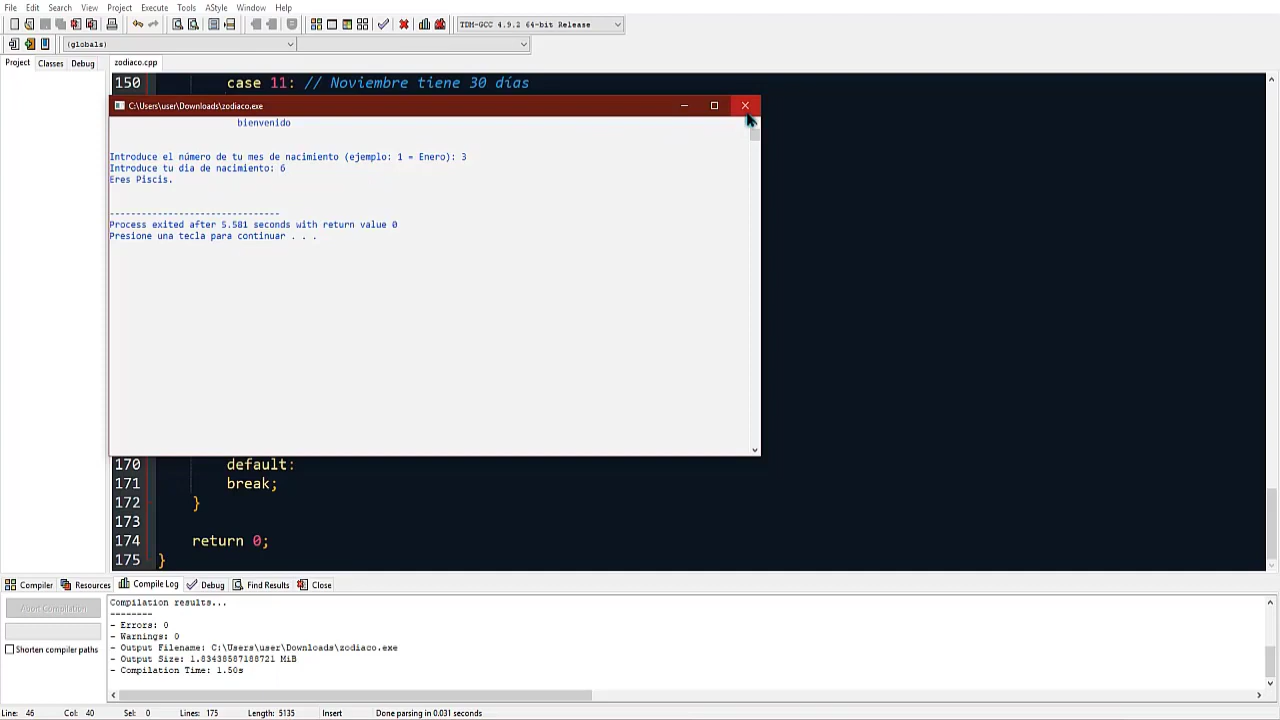 File Edit Search View Project Execute Tools AStyle Window Help
TDM-GCC 4.9.2 64-bit Release
(globals)
Project Classes Debug zodiaco.cpp
150 case 11: // Noviembre tiene 30 días
C:\Users\user\Downloads\zodiaco.exe
bienvenido
Introduce el número de tu mes de nacimiento (ejemplo: 1 = Enero): 3
Introduce tu dia de nacimiento: 6
Eres Piscis.
--------------------------------
Process exited after 5.581 seconds with return value 0
Presione una tecla para continuar . . .
170 default:
171 break;
172 }
173
174 return 0;
175 }
Compiler Resources Compile Log Debug Find Results Close
Abort Compilation
Shorten compiler paths
Compilation results...
--------
- Errors: 0
- Warnings: 0
- Output Filename: C:\Users\user\Downloads\zodiaco.exe
- Output Size: 1.83438587188721 MiB
- Compilation Time: 1.50s
Line: 46 Col: 40 Sel: 0 Lines: 175 Length: 5135 Insert Done parsing in 0.031 seconds